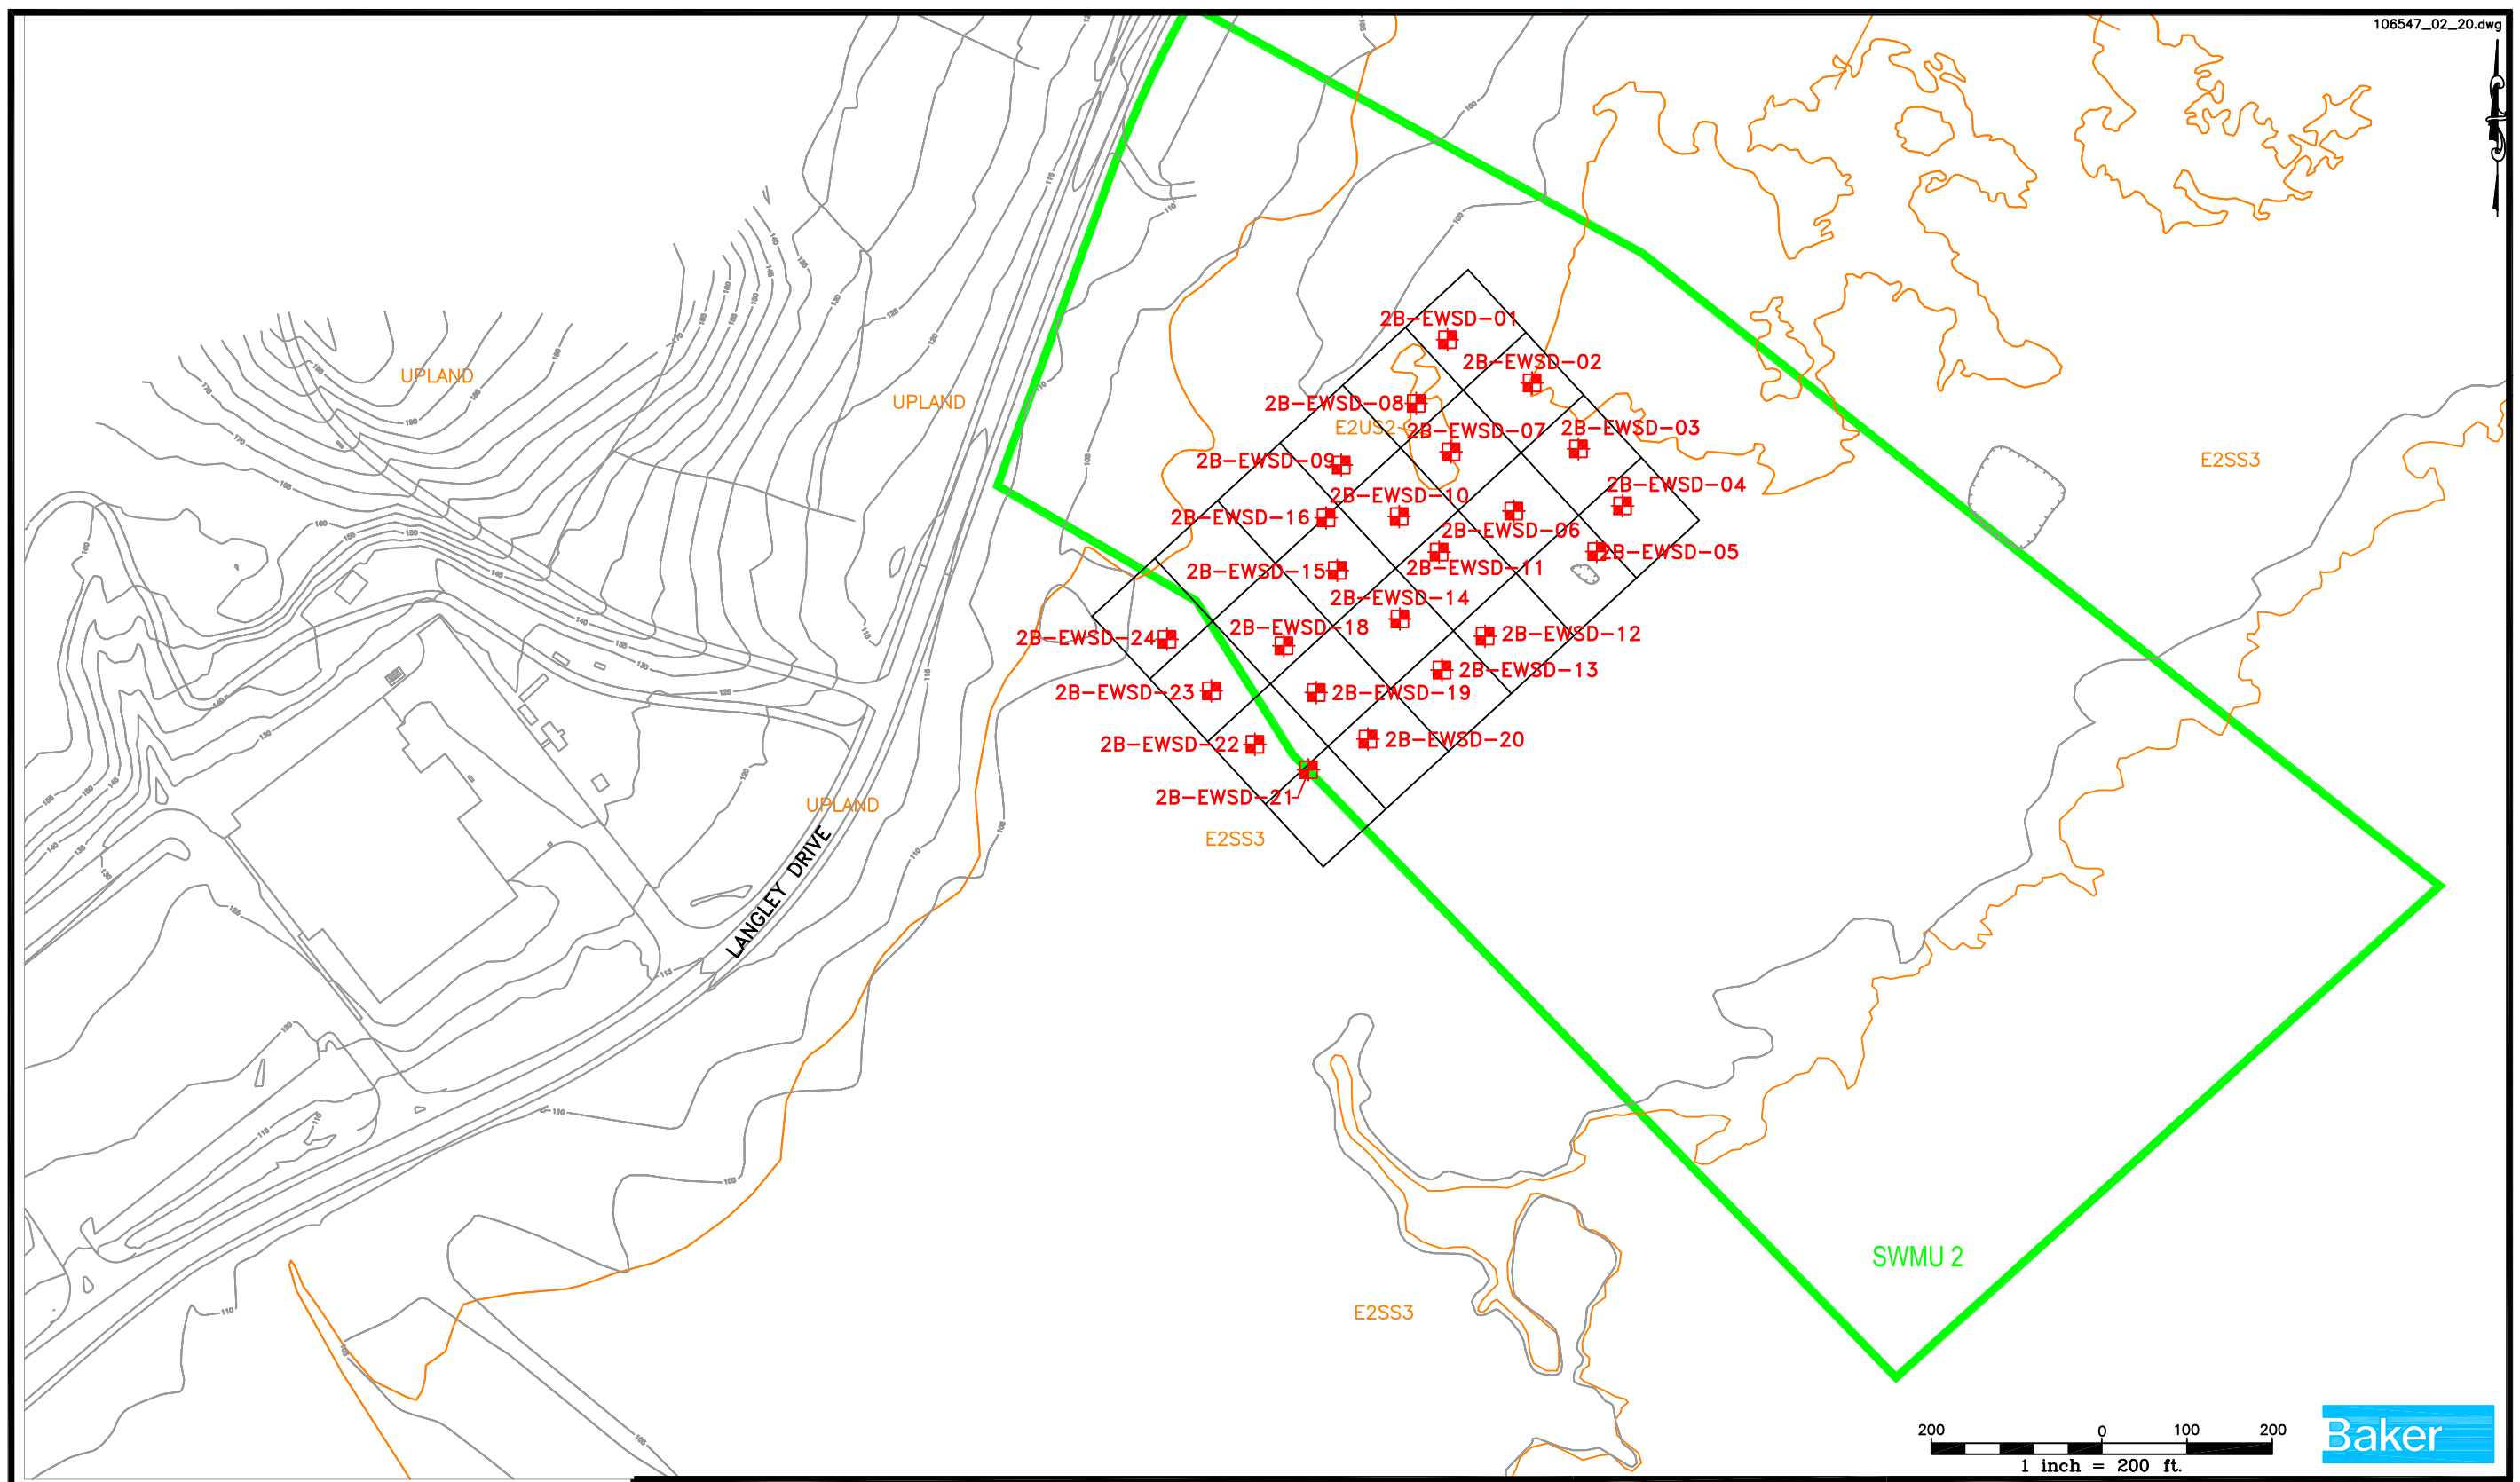 106547_02_20.dwg
2B-EWSD-01
2B-EWSD-02
2B-EWSD-08
E2US2
2B-EWSD-07
2B-EWSD-03
2B-EWSD-09
2B-EWSD-10
2B-EWSD-04
2B-EWSD-16
2B-EWSD-06
2B-EWSD-05
2B-EWSD-15
2B-EWSD-11
2B-EWSD-14
2B-EWSD-18
2B-EWSD-24
2B-EWSD-12
2B-EWSD-13
2B-EWSD-23
2B-EWSD-19
2B-EWSD-22
2B-EWSD-20
2B-EWSD-21
UPLAND
UPLAND
UPLAND
E2SS3
E2SS3
E2SS3
LANGLEY DRIVE
SWMU 2
200 0 100 200
1 inch = 200 ft.
Baker